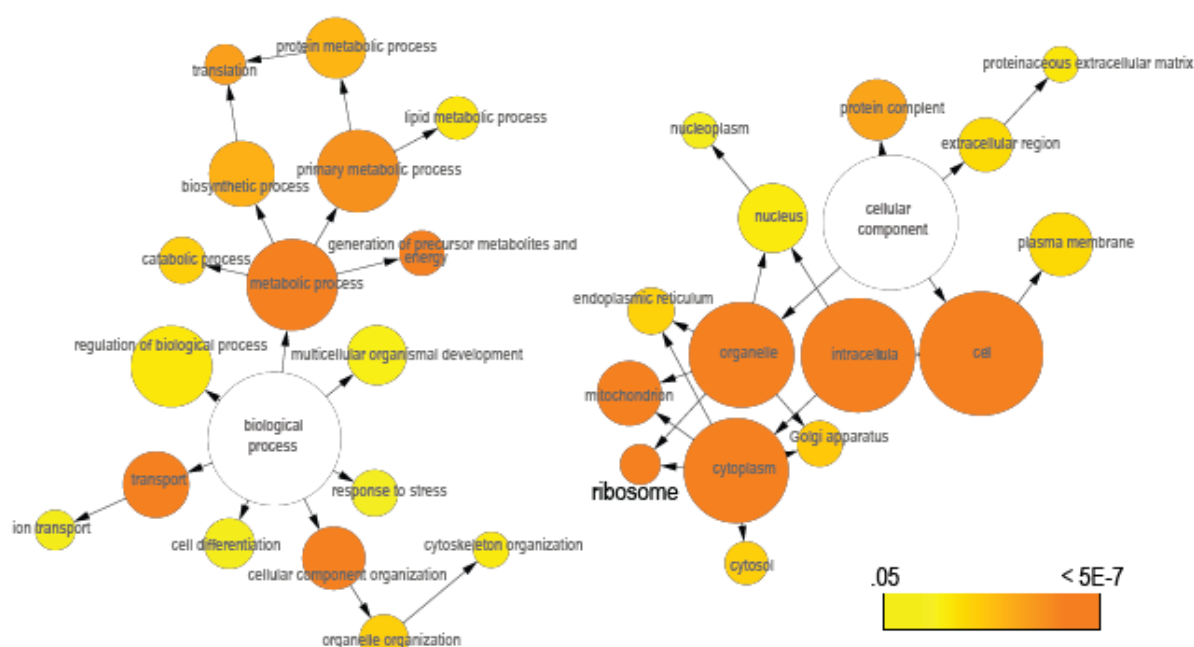 protein metabolic process
translation
lipid metabolic process
primary metabolic process
biosynthetic process
generation of precursor metabolites and
energy
catabolic process
metabolic process
regulation of biological process
multicellular organismal development
biological
process
transport
response to stress
ion transport
cell differentiation
cytoskeleton organization
cellular component organization
organelle organization
proteinaceous extracellular matrix
protein complent
nucleoplasm
extracellular region
nucleus
cellular
component
plasma membrane
endoplasmic reticulum
organelle
intracellula
cell
mitochondrion
Golgi apparatus
cytoplasm
ribosome
cytosol
.05
< 5E-7